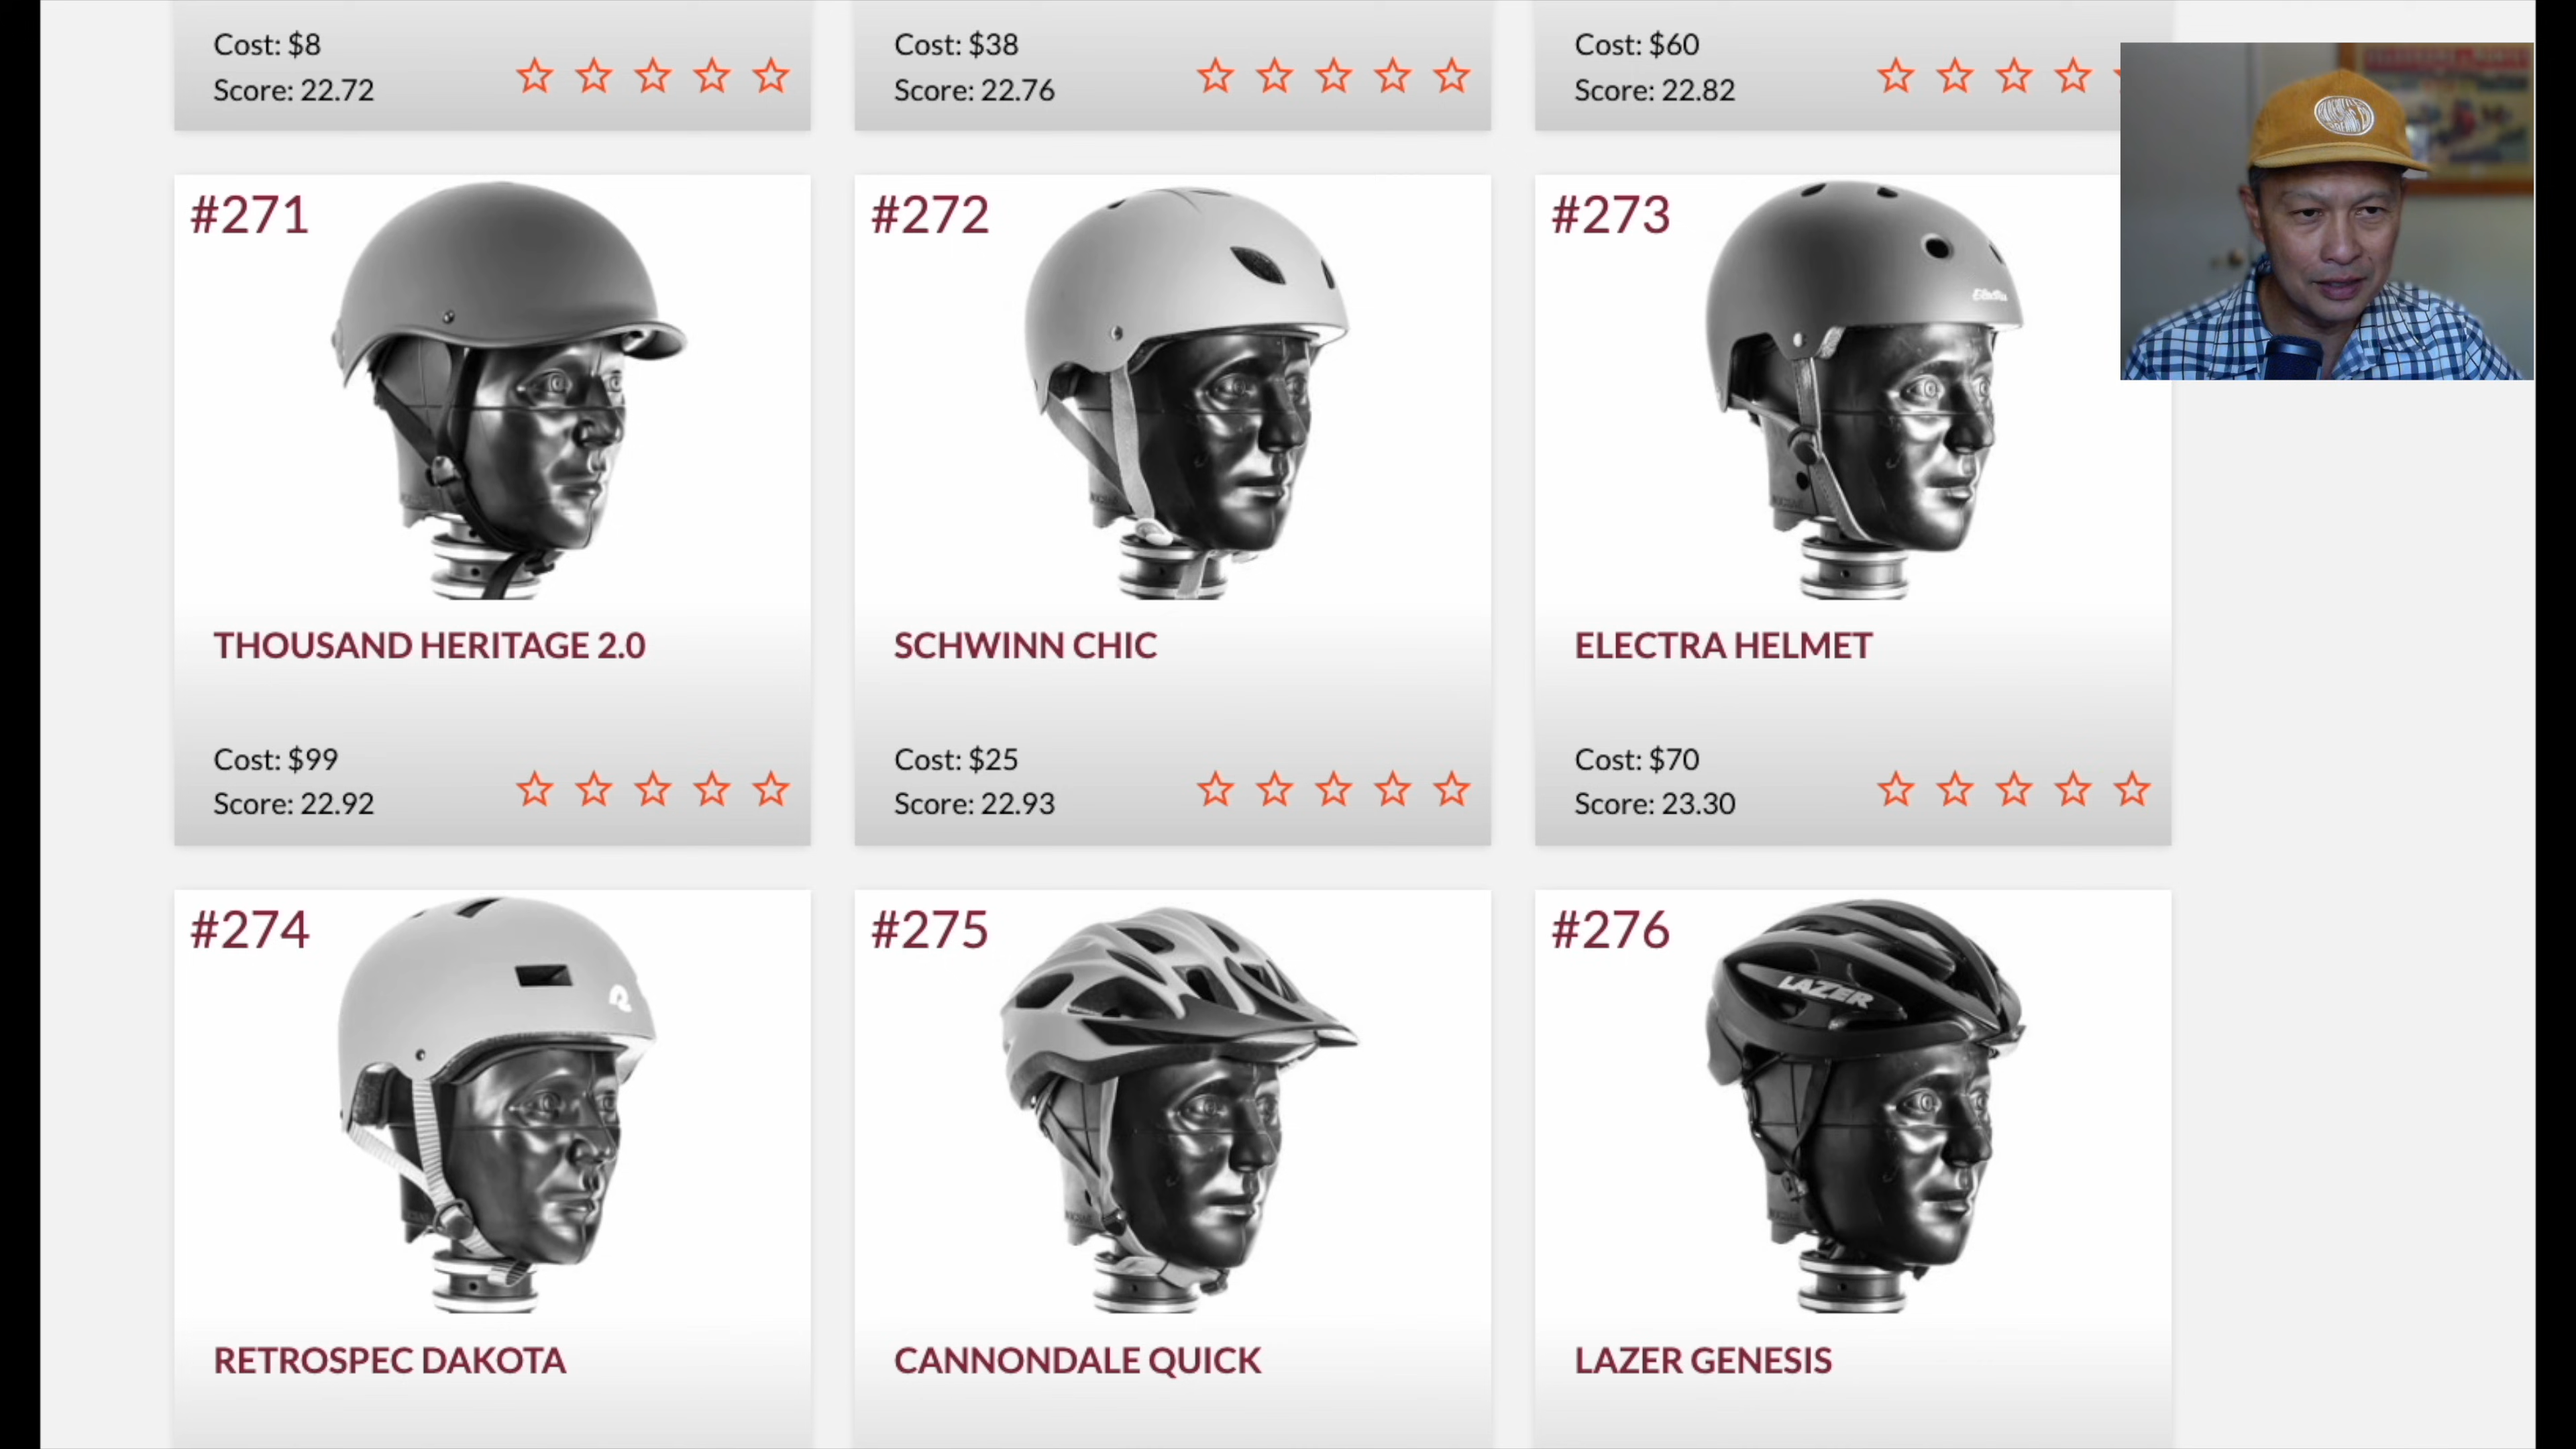 Cost: $8
Score: 22.72
Cost: $38
Score: 22.76
Cost: $60
Score: 22.82
#271
THOUSAND HERITAGE 2.0
Cost: $99
Score: 22.92
#272
SCHWINN CHIC
Cost: $25
Score: 22.93
#273
Electra
ELECTRA HELMET
Cost: $70
Score: 23.30
#274
RETROSPEC DAKOTA
#275
CANNONDALE QUICK
#276
LAZER
LAZER GENESIS